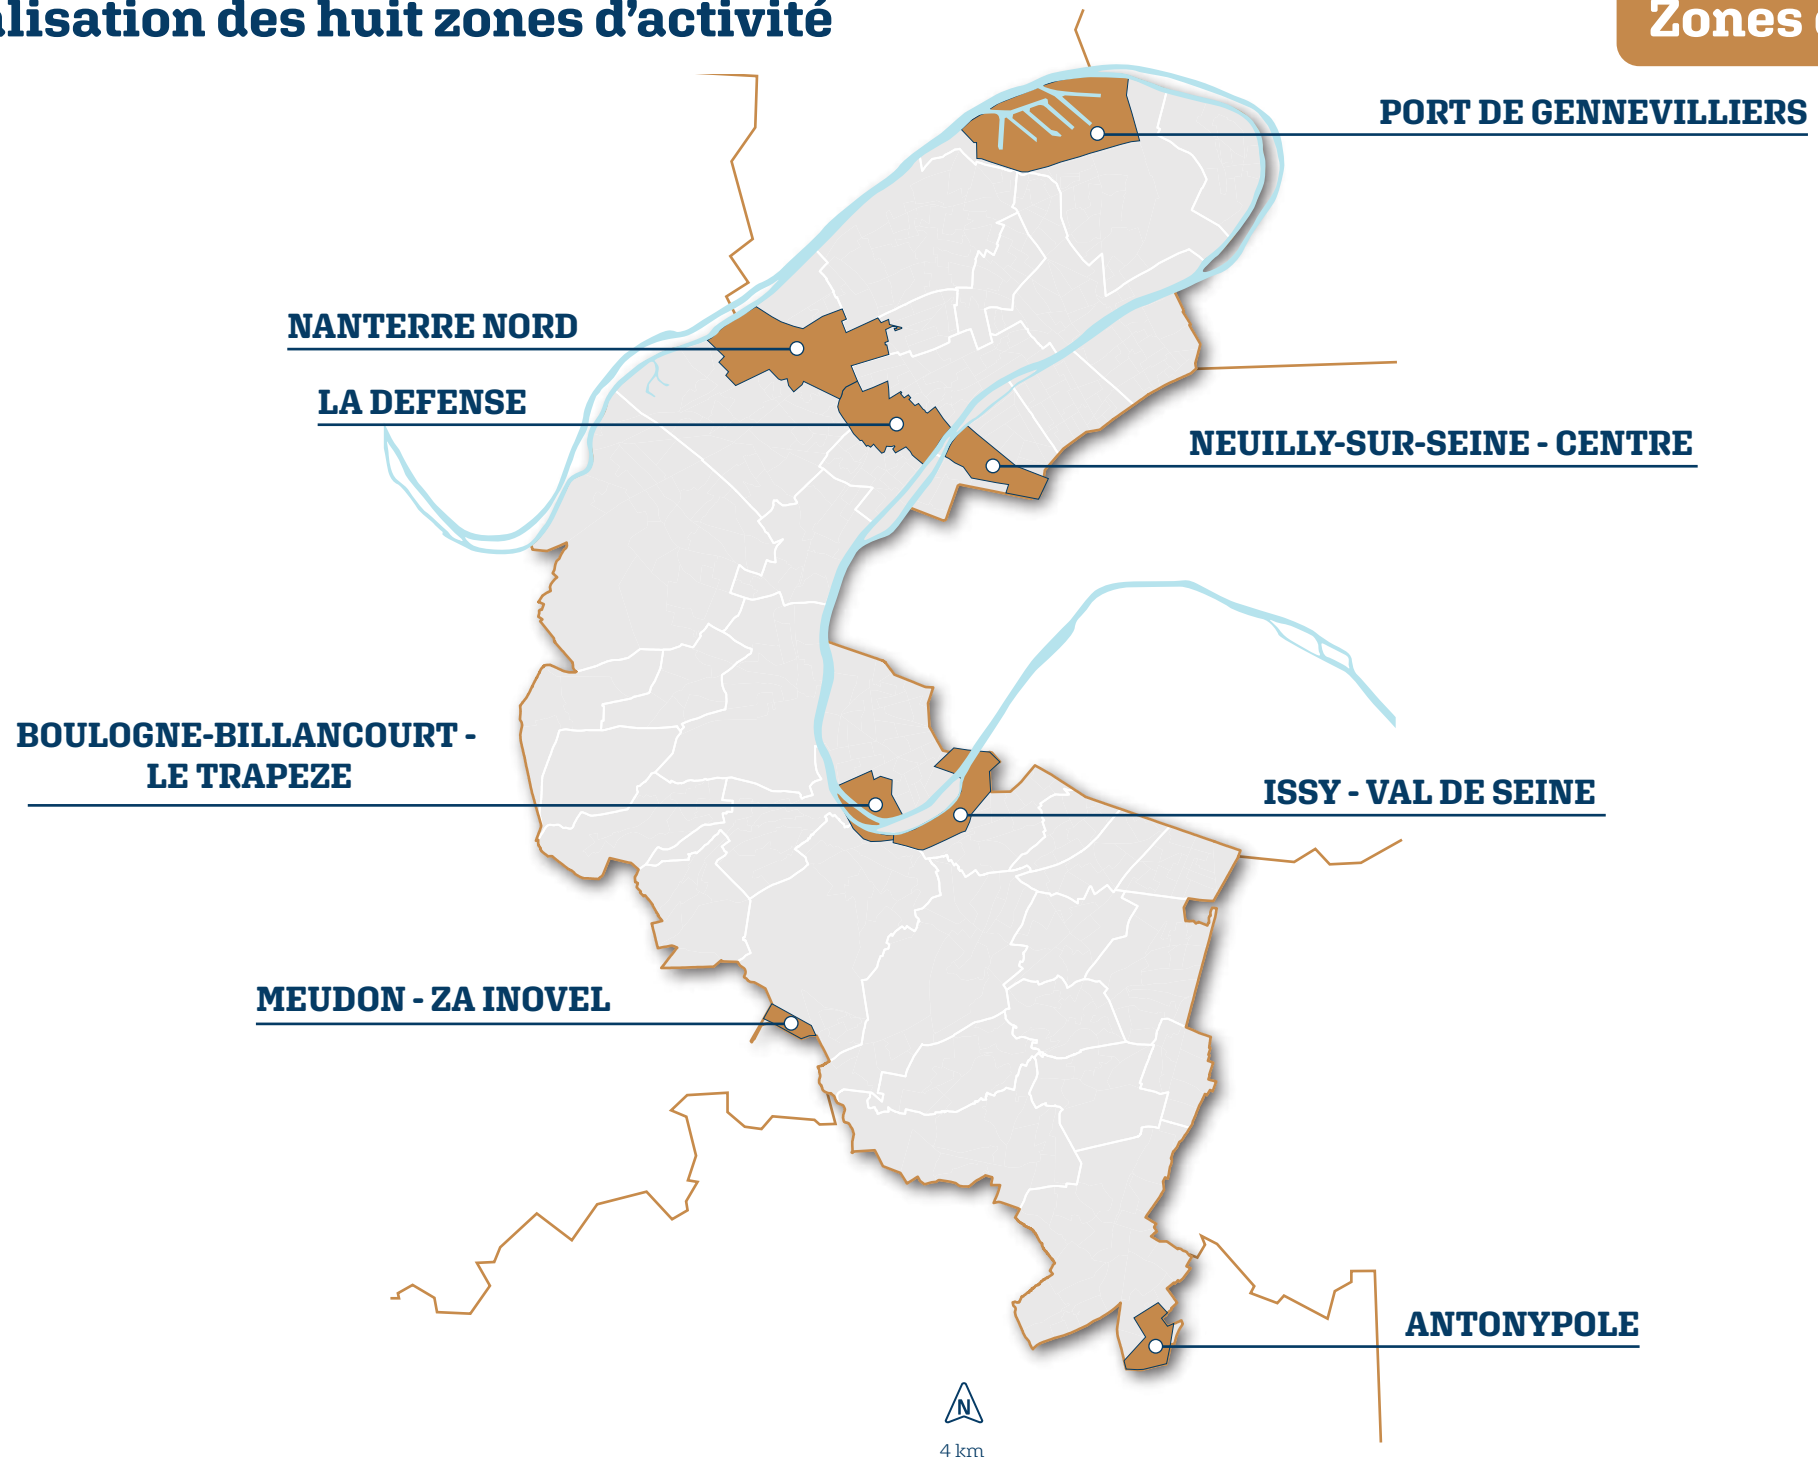 lisation des huit zones d'activité
Zones
PORT DE GENNEVILLIERS
NANTERRE NORD
LA DEFENSE
NEUILLY-SUR-SEINE - CENTRE
BOULOGNE-BILLANCOURT -
LE TRAPEZE
ISSY - VAL DE SEINE
MEUDON - ZA INOVEL
ANTONYPOLE
N
4 km